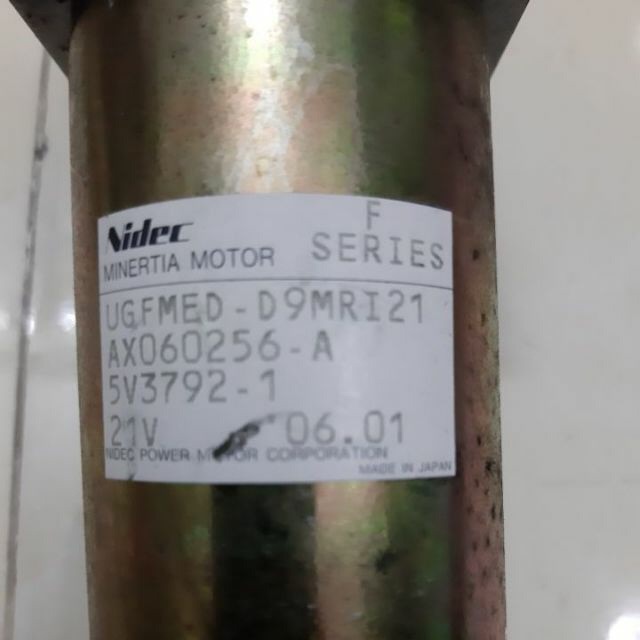 Nidec
MINERTIA MOTOR
F
SERIES
UGFMED-D9MRI21
AX060256-A
5V3792-1
21V 06.01
NIDEC POWER MOTOR CORPORATION
MADE IN JAPAN